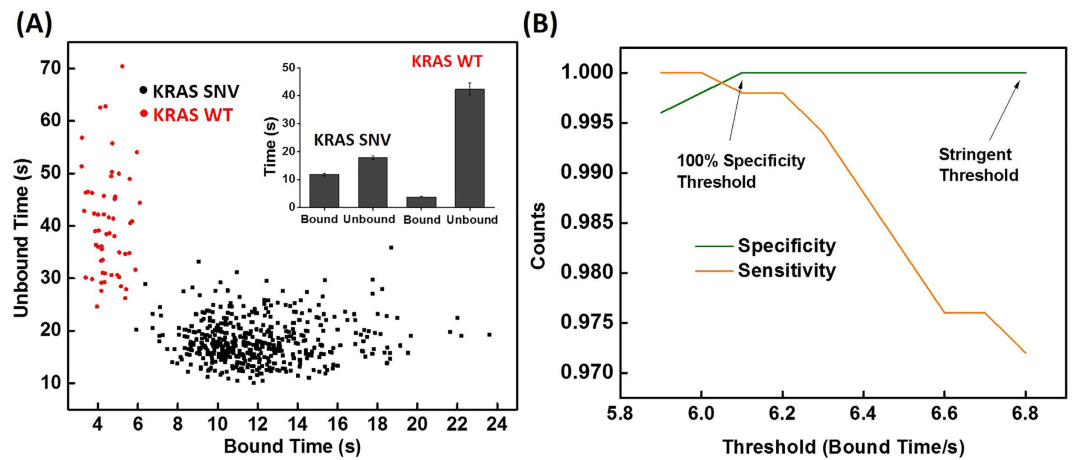 (A)
70
60
50
40
30
20
10
Unbound Time (s)
4 6 8 10 12 14 16 18 20 22 24
Bound Time (s)
KRAS SNV
KRAS WT
KRAS WT
50
40
30
20
10
0
Time (s)
KRAS SNV
Bound Unbound Bound Unbound
(B)
1.000
0.995
0.990
0.985
0.980
0.975
0.970
Counts
100% Specificity
Threshold
Stringent
Threshold
Specificity
Sensitivity
5.8 6.0 6.2 6.4 6.6 6.8
Threshold (Bound Time/s)